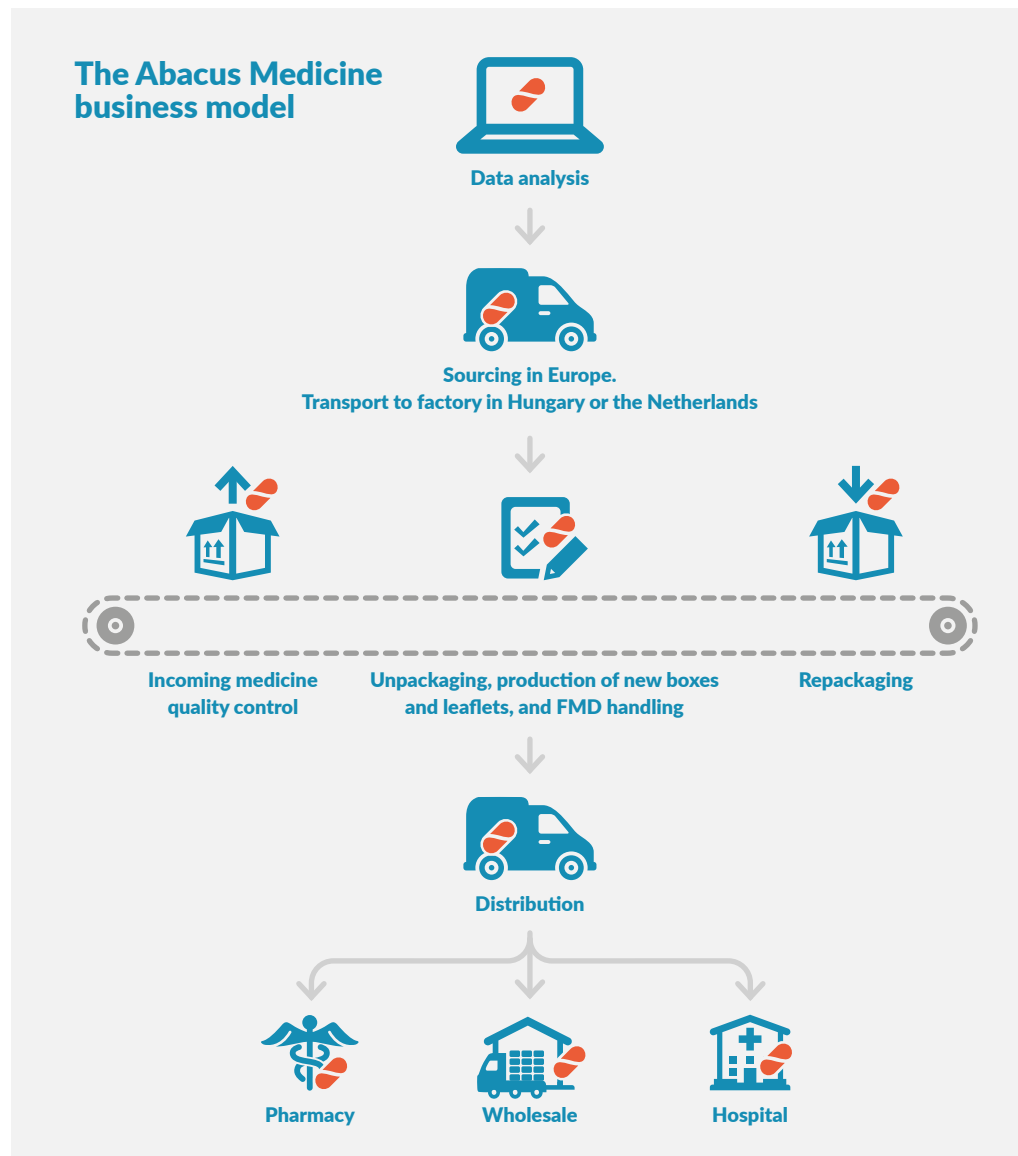 The Abacus Medicine
business model
Data analysis
Sourcing in Europe.
Transport to factory in Hungary or the Netherlands
Incoming medicine
quality control
Unpackaging, production of new boxes
and leaflets, and FMD handling
Repackaging
Distribution
Pharmacy
Wholesale
Hospital